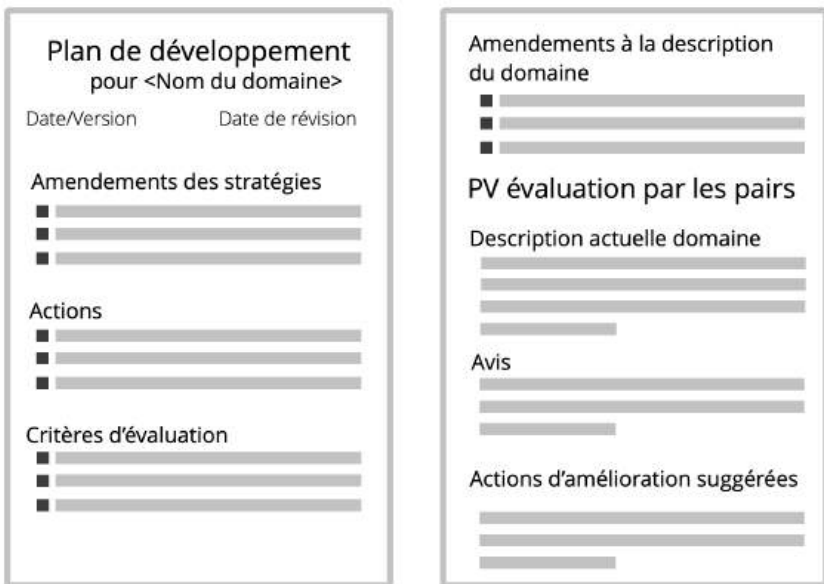 Plan de développement
pour <Nom du domaine>
Date/Version Date de révision
Amendements des stratégies
Actions
Critères d’évaluation
Amendements à la description
du domaine
PV évaluation par les pairs
Description actuelle domaine
Avis
Actions d’amélioration suggérées